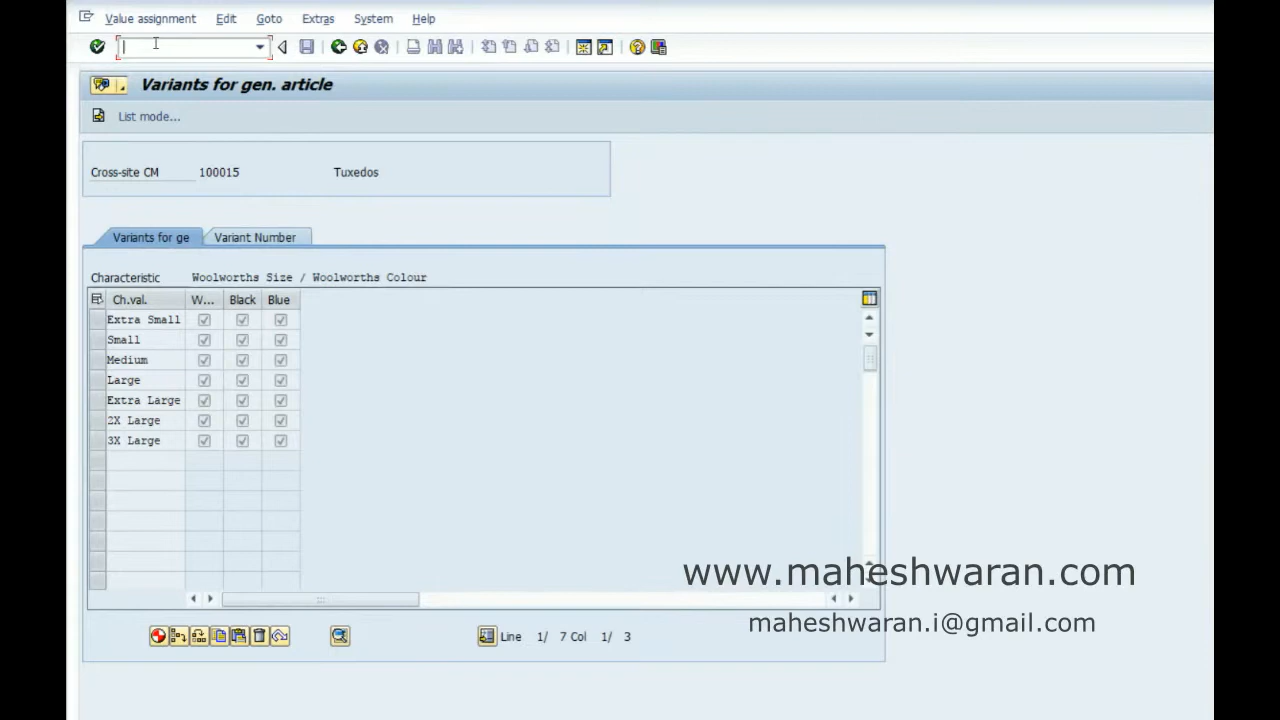 Value assignment Edit Goto Extras System Help
Variants for gen. article
List mode...
Cross-site CM 100015 Tuxedos
Variants for ge Variant Number
Characteristic Woolworths Size / Woolworths Colour
Ch.val. W... Black Blue
Extra Small
Small
Medium
Large
Extra Large
2X Large
3X Large
www.maheshwaran.com
maheshwaran.i@gmail.com
Line 1/ 7 Col 1/ 3